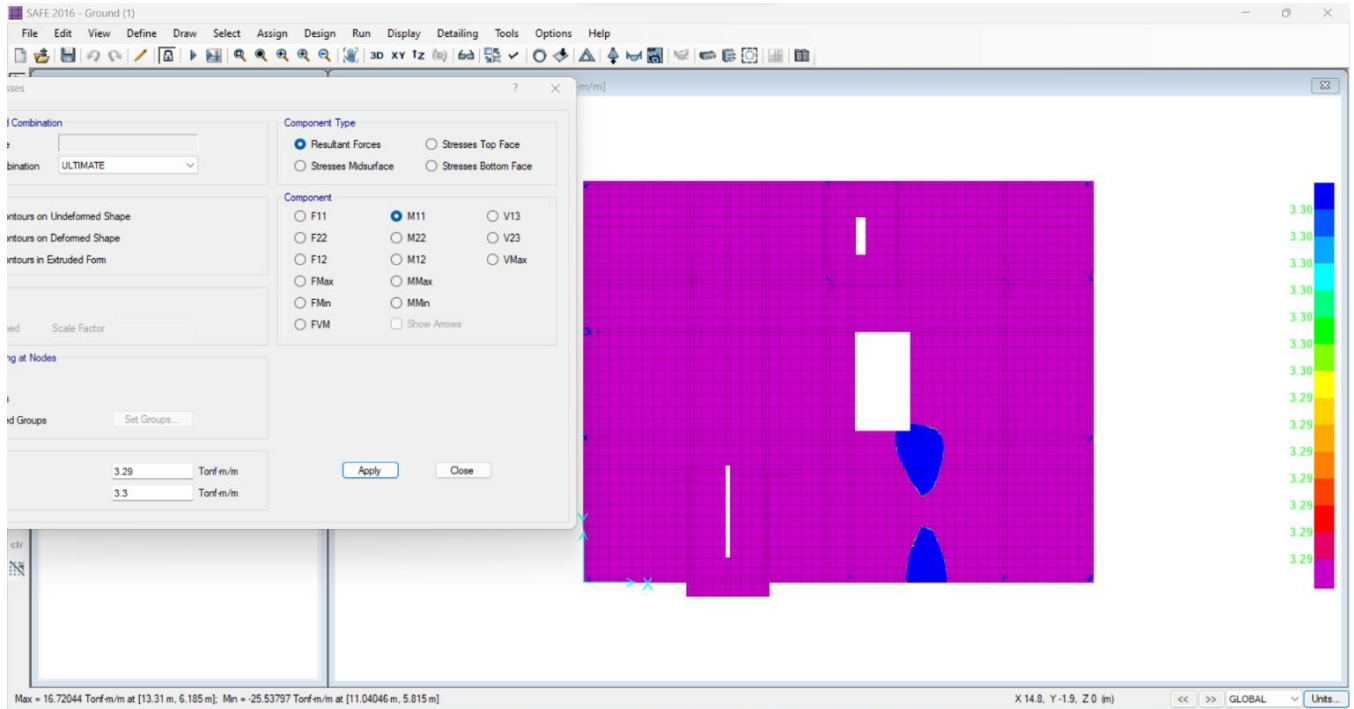 SAFE 2016 - Ground (1)
File Edit View Define Draw Select Assign Design Run Display Detailing Tools Options Help
3D XY
sses ? m/m]
d Combination
bination ULTIMATE
ntours on Undeformed Shape
ntours on Deformed Shape
ntours in Extruded Form
ned Scale Factor
ng at Nodes
ed Groups Set Groups...
3.29 Tonf-m/m
3.3 Tonf-m/m
Component Type
Resultant Forces Stresses Top Face
Stresses Midsurface Stresses Bottom Face
Component
F11 M11 V13
F22 M22 V23
F12 M12 VMax
FMax MMax
FMin MMin
FVM Show Arrows
Apply Close
3.30
3.30
3.30
3.30
3.30
3.30
3.30
3.29
3.29
3.29
3.29
3.29
3.29
3.29
Y
X
clr
Max = 16.72044 Tonf-m/m at [13.31 m, 6.185 m]; Min = -25.53797 Tonf-m/m at [11.04046 m, 5.815 m] X 14.8, Y -1.9, Z 0 (m) << >> GLOBAL Units...